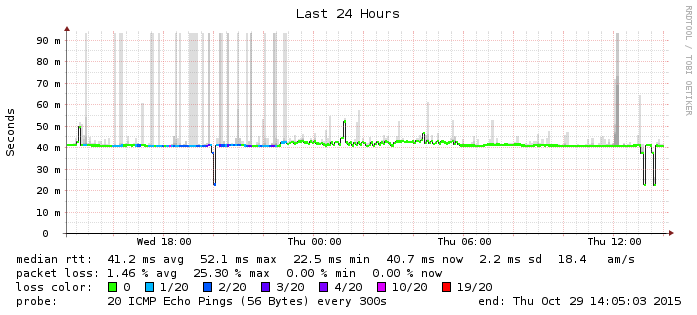 Last 24 Hours
RRDTOOL / TOBI OETIKER
Seconds
90 m
80 m
70 m
60 m
50 m
40 m
30 m
20 m
10 m
0
Wed 18:00 Thu 00:00 Thu 06:00 Thu 12:00
median rtt: 41.2 ms avg 52.1 ms max 22.5 ms min 40.7 ms now 2.2 ms sd 18.4 am/s
packet loss: 1.46 % avg 25.30 % max 0.00 % min 0.00 % now
loss color: 0 1/20 2/20 3/20 4/20 10/20 19/20
probe: 20 ICMP Echo Pings (56 Bytes) every 300s end: Thu Oct 29 14:05:03 2015